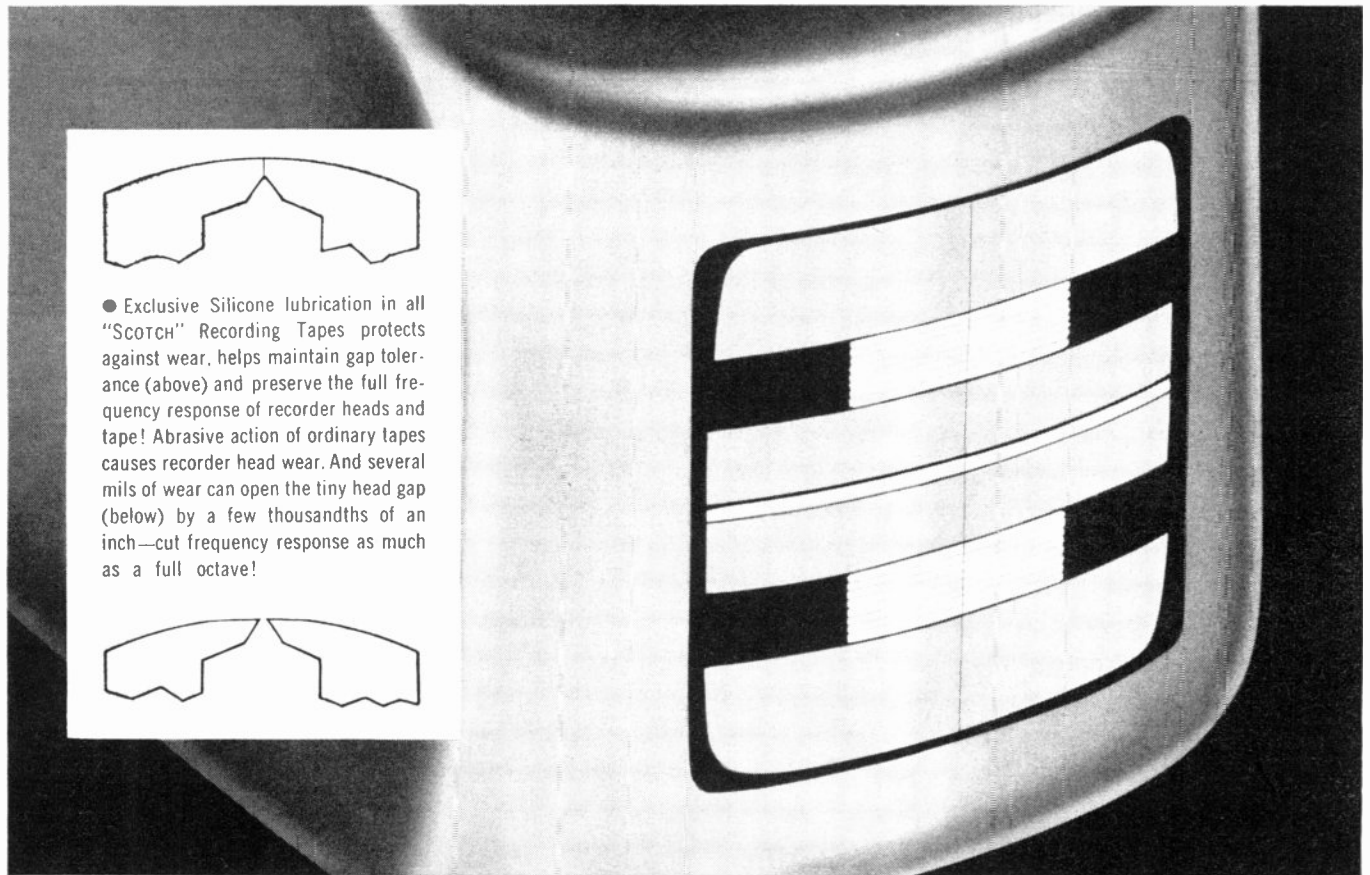 ● Exclusive Silicone lubrication in all
"SCOTCH" Recording Tapes protects
against wear, helps maintain gap toler-
ance (above) and preserve the full fre-
quency response of recorder heads and
tape! Abrasive action of ordinary tapes
causes recorder head wear. And several
mils of wear can open the tiny head gap
(below) by a few thousandths of an
inch—cut frequency response as much
as a full octave!